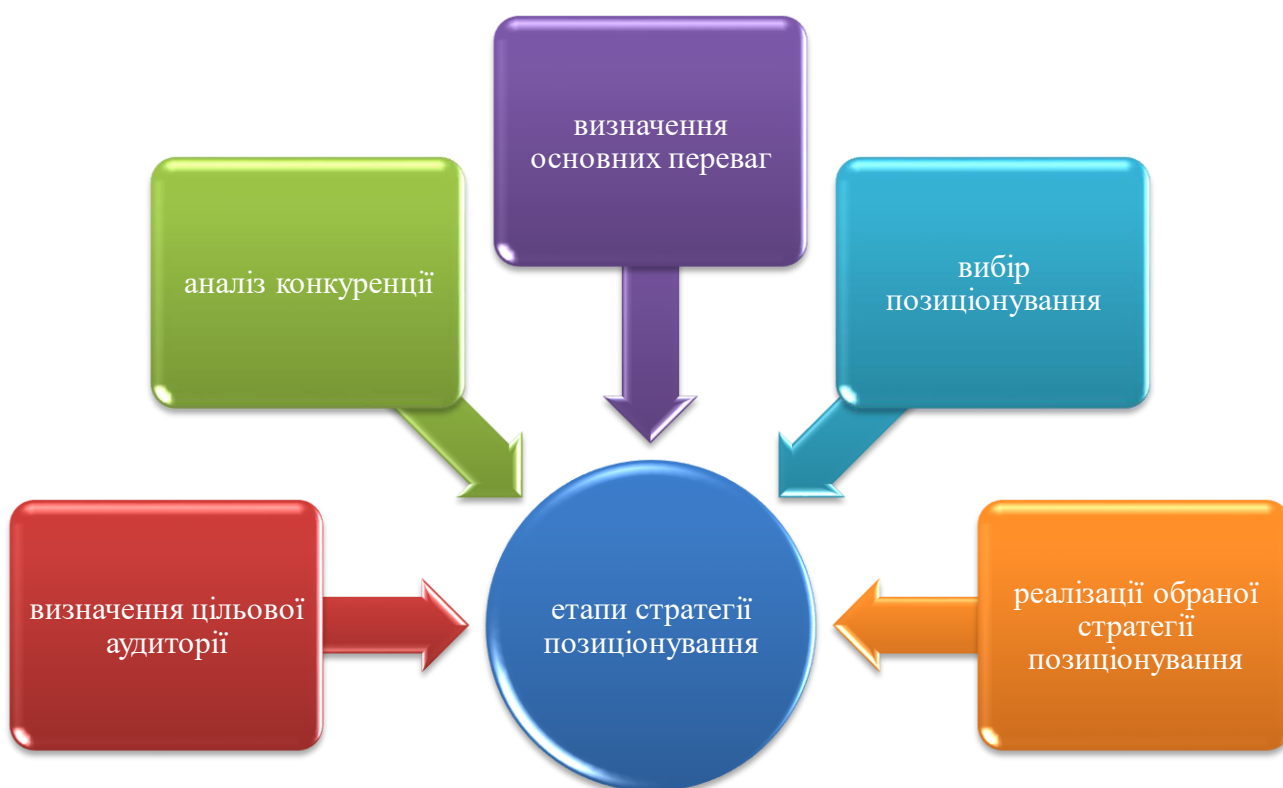 визначення цільової
аудиторії
аналіз конкуренції
визначення
основних переваг
вибір
позиціонування
реалізації обраної
стратегії
позиціонування
етапи стратегії
позиціонування